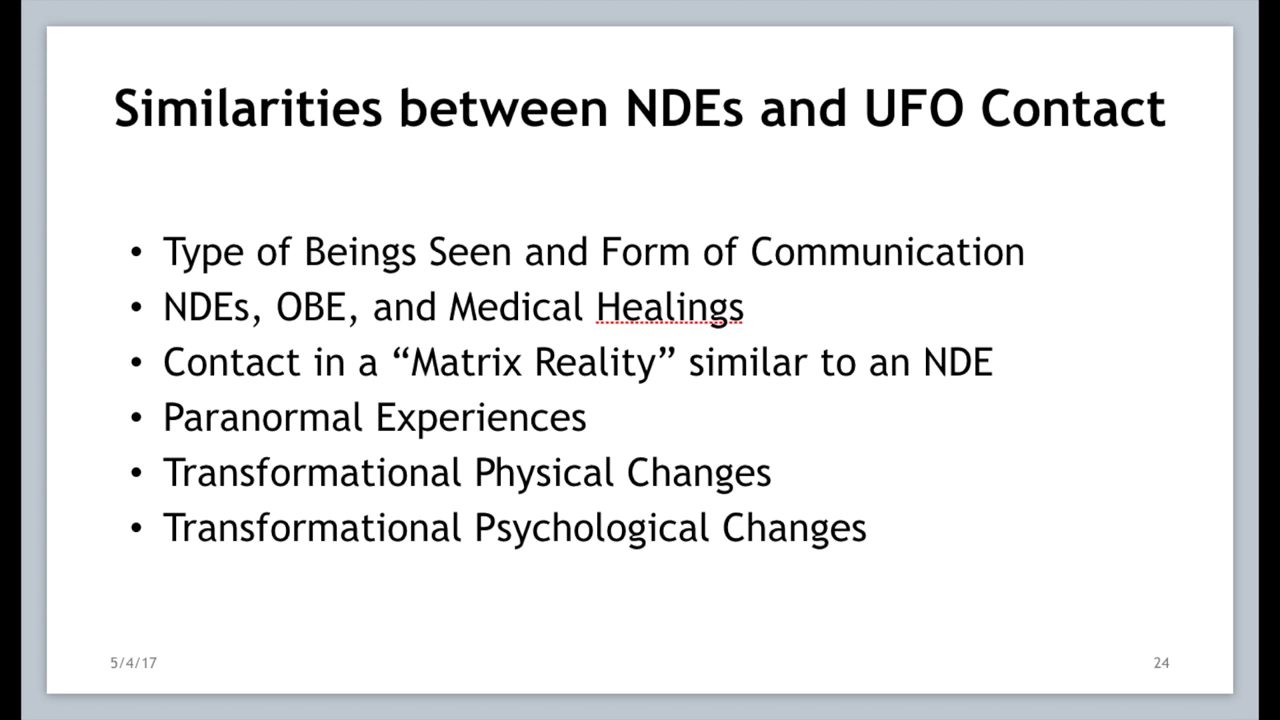 Similarities between NDEs and UFO Contact
• Type of Beings Seen and Form of Communication
• NDEs, OBE, and Medical Healings
• Contact in a “Matrix Reality” similar to an NDE
• Paranormal Experiences
• Transformational Physical Changes
• Transformational Psychological Changes
5/4/17
24